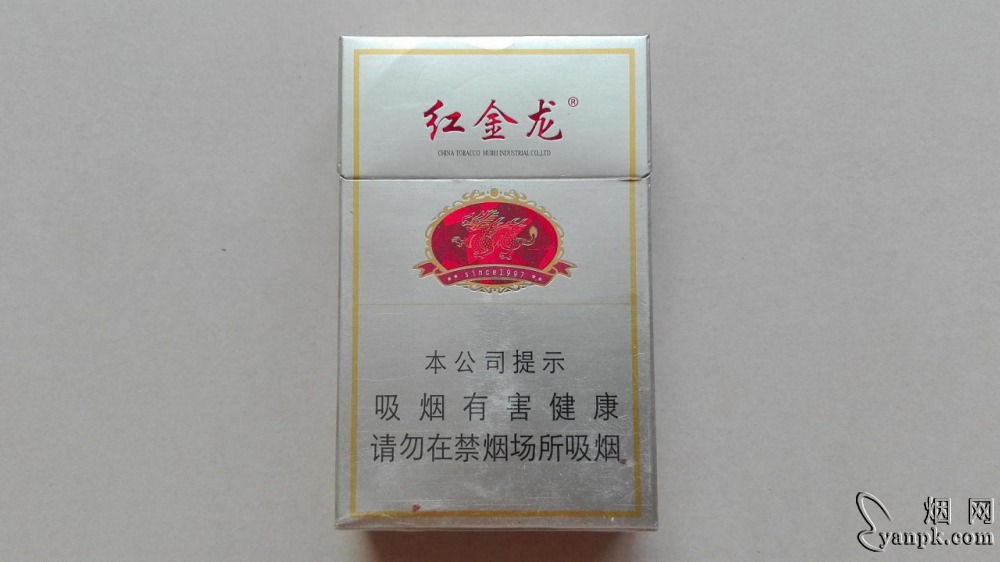 红金龙®
CHINA TOBACCO HUBEI INDUSTRIAL CO.,LTD
since1997
本公司提示
吸烟有害健康
请勿在禁烟场所吸烟
烟网
yanpk.com